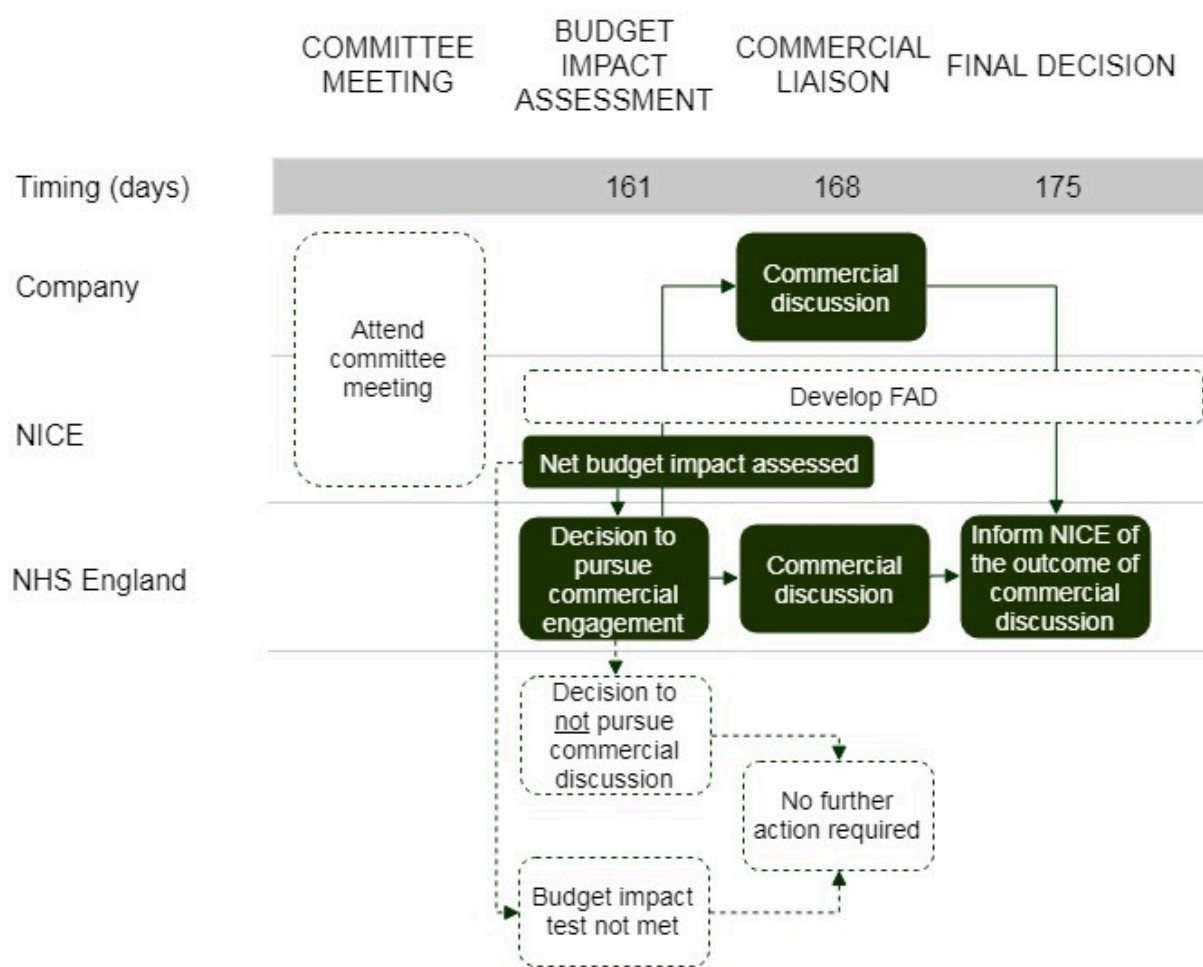 COMMITTEE
MEETING
BUDGET
IMPACT
ASSESSMENT
COMMERCIAL
LIAISON
FINAL DECISION
Timing (days)
161
168
175
Company
Attend
committee
meeting
Commercial
discussion
NICE
Develop FAD
Net budget impact assessed
NHS England
Decision to
pursue
commercial
engagement
Commercial
discussion
Inform NICE of
the outcome of
commercial
discussion
Decision to
not pursue
commercial
discussion
No further
action required
Budget impact
test not met